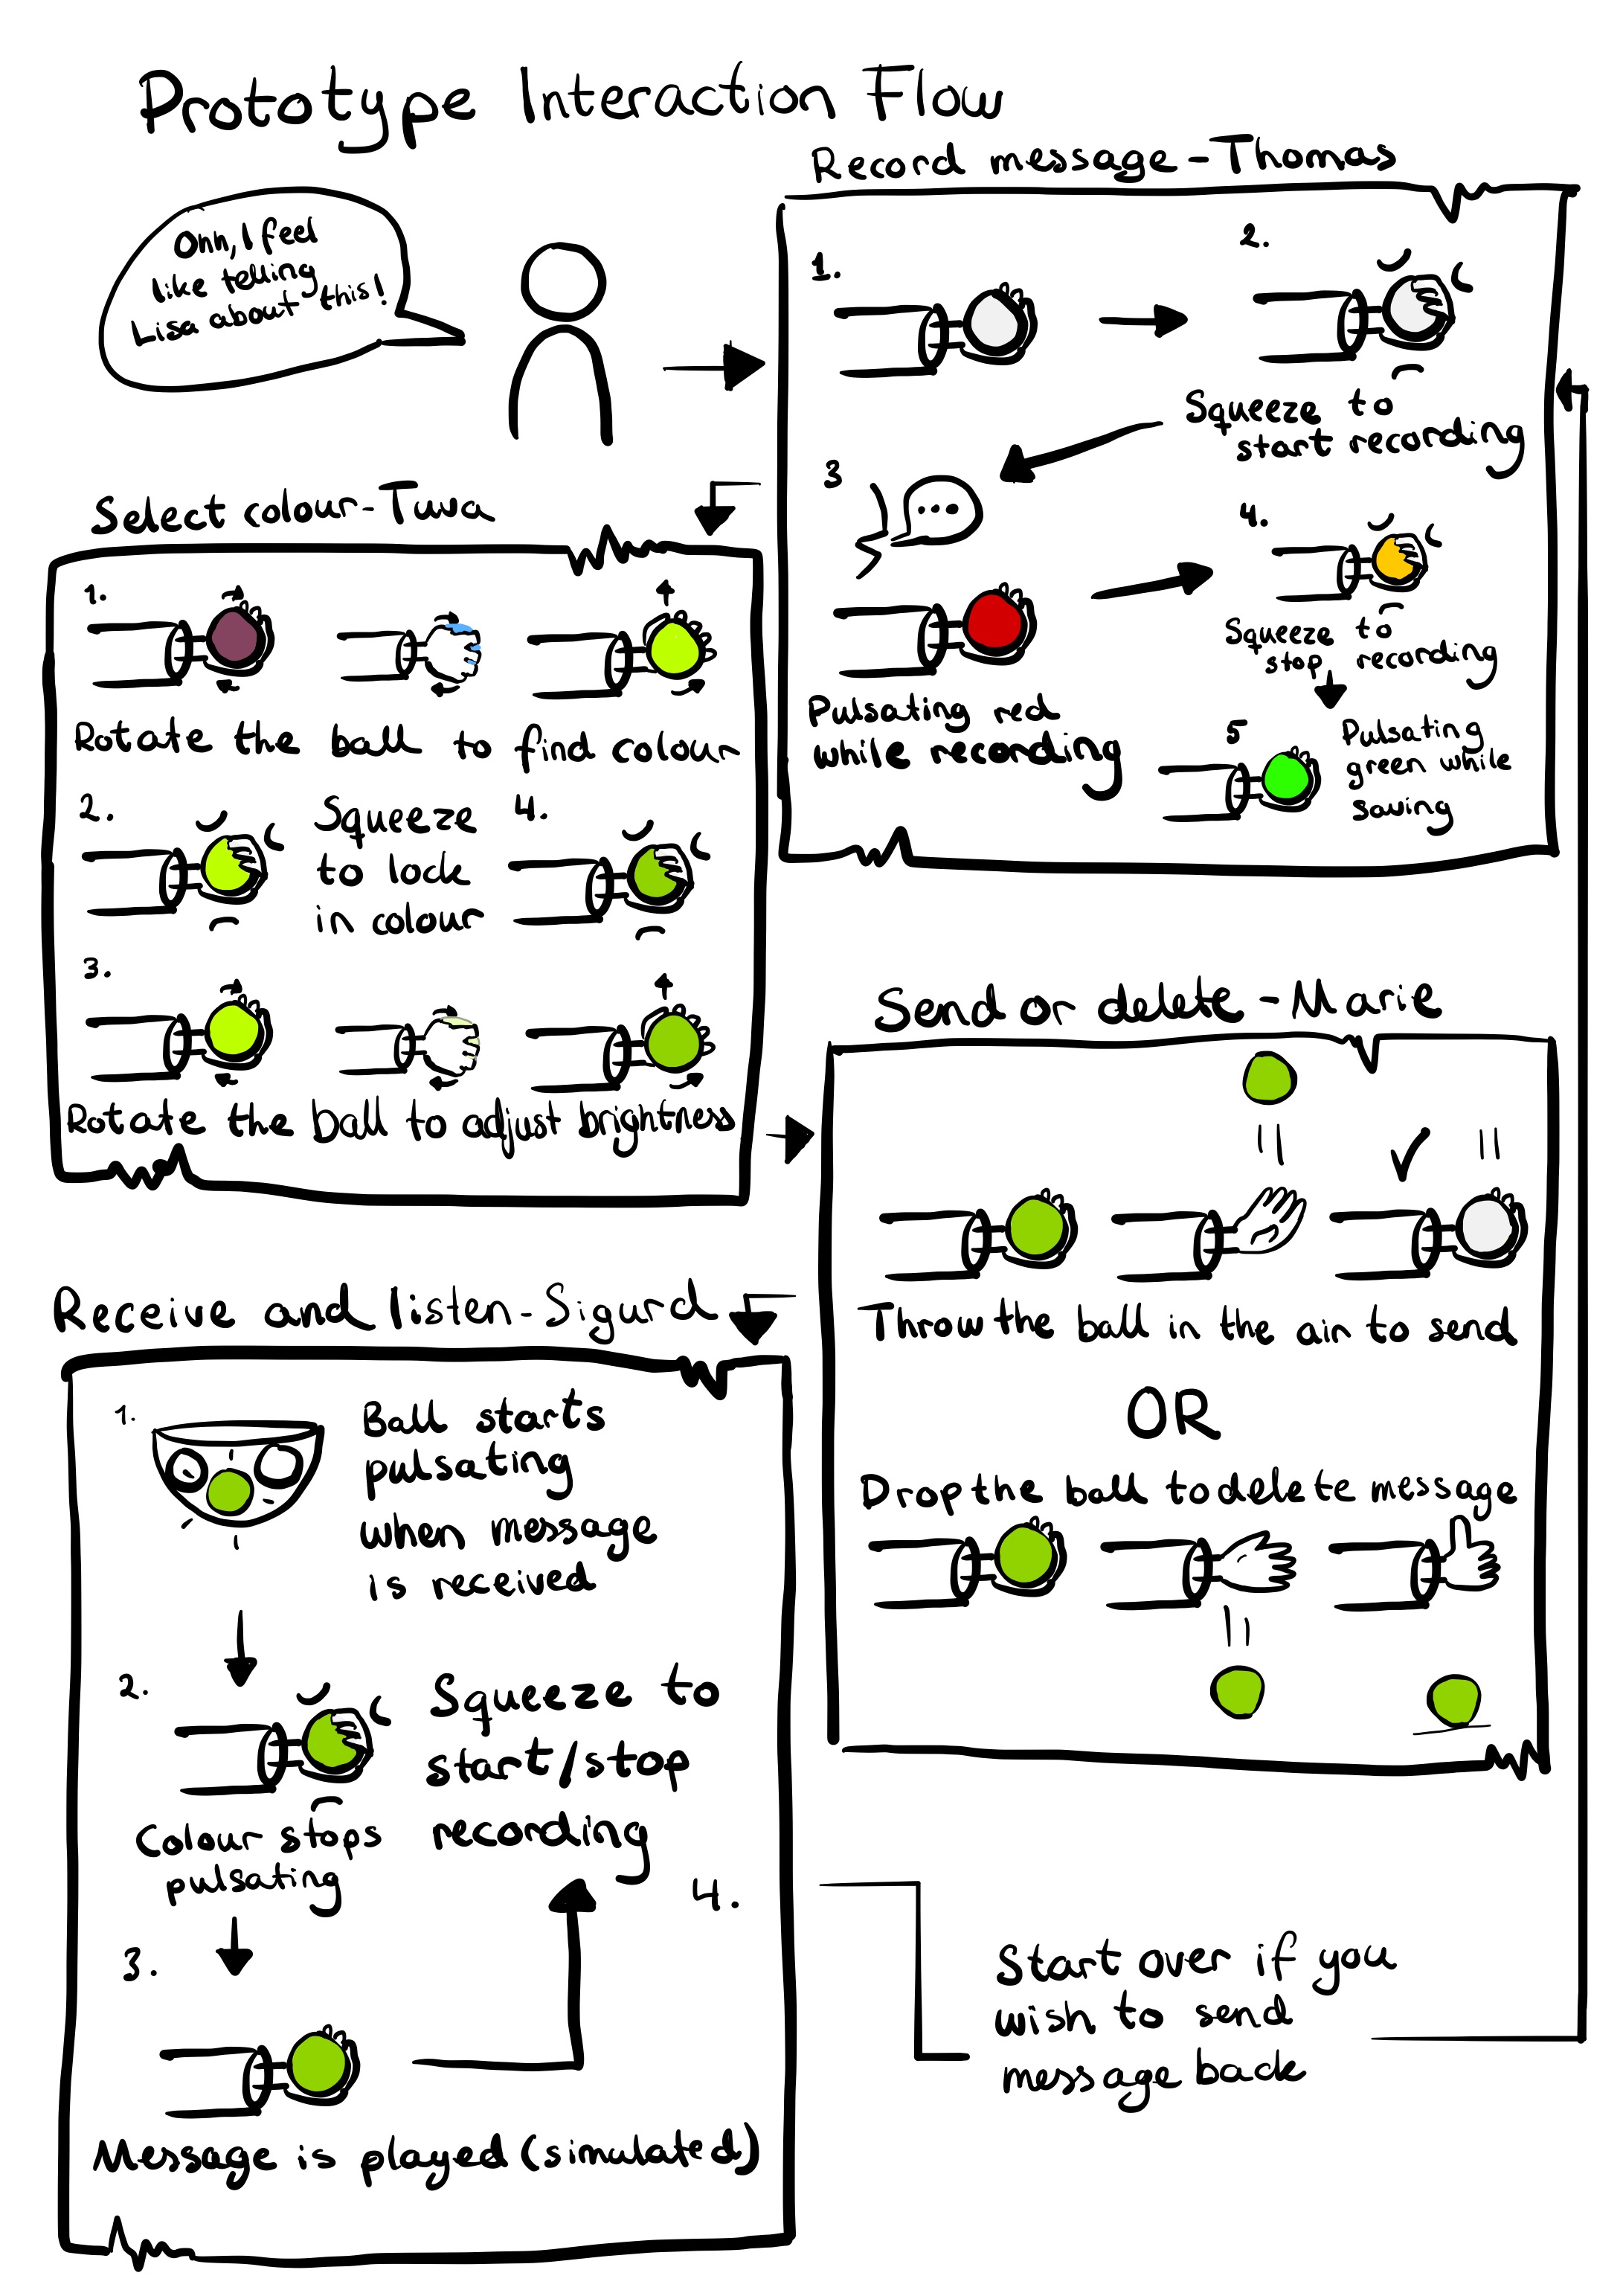 Prototype Interaction Flow
Ohh, I feel
like telling
Lisa about this!
Record message - Thomas
1.
2.
Squeeze to
start recording
3
...
Pulsating red
while recording
4.
Squeeze to
stop recording
5
Pulsating
green while
saving
Select colour - Tuva
1.
Rotate the ball to find colour
2.
Squeeze
to lock
in colour
4.
3.
Rotate the ball to adjust brightness
Send or delete - Marie
Throw the ball in the air to send
OR
Drop the ball to delete message
Receive and listen - Sigurd
1.
Ball starts
pulsating
when message
is received
2.
Colour stops
pulsating
Squeeze to
start/stop
recording
4.
3.
Message is played (simulated)
Start over if you
wish to send
message back